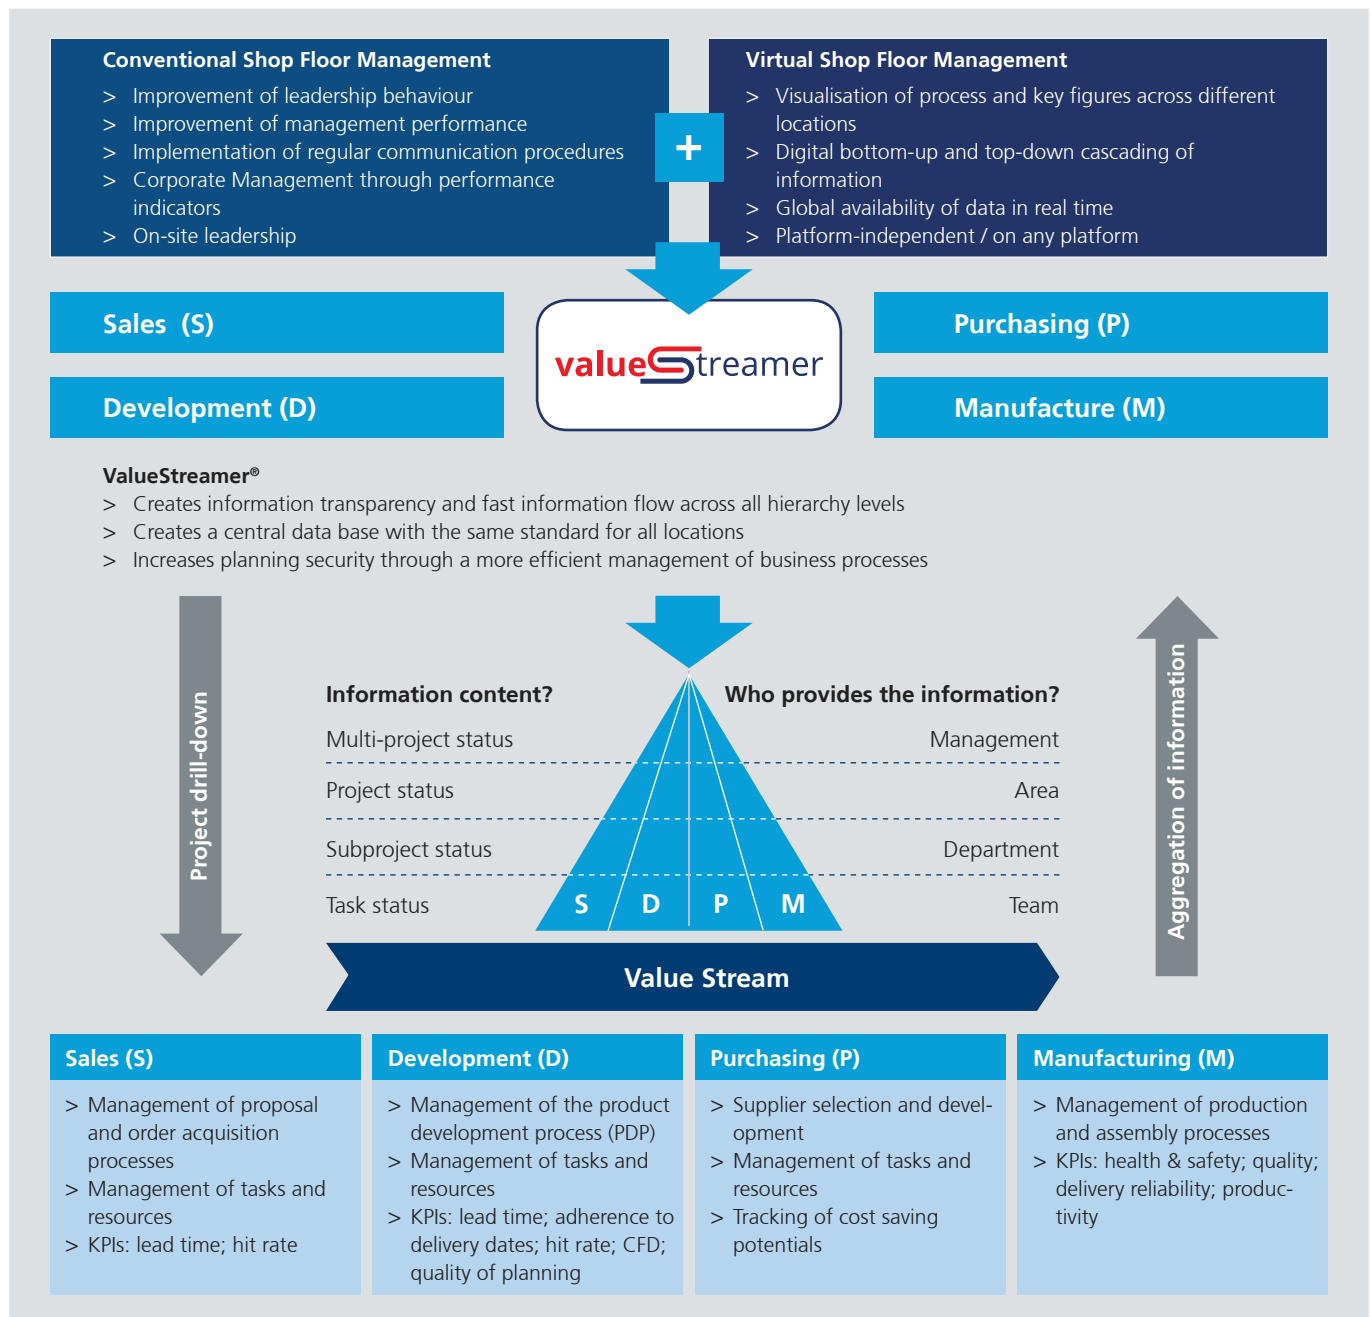 Conventional Shop Floor Management
> Improvement of leadership behaviour
> Improvement of management performance
> Implementation of regular communication procedures
> Corporate Management through performance
indicators
> On-site leadership
+
Virtual Shop Floor Management
> Visualisation of process and key figures across different
locations
> Digital bottom-up and top-down cascading of
information
> Global availability of data in real time
> Platform-independent / on any platform
Sales (S)
Development (D)
valueStreamer
Purchasing (P)
Manufacture (M)
ValueStreamer®
> Creates information transparency and fast information flow across all hierarchy levels
> Creates a central data base with the same standard for all locations
> Increases planning security through a more efficient management of business processes
Project drill-down
Information content?
Who provides the information?
Multi-project status
Management
Project status
Area
Subproject status
Department
Task status
S D P M
Team
Aggregation of information
Value Stream
Sales (S)
> Management of proposal
and order acquisition
processes
> Management of tasks and
resources
> KPIs: lead time; hit rate
Development (D)
> Management of the product
development process (PDP)
> Management of tasks and
resources
> KPIs: lead time; adherence to
delivery dates; hit rate; CFD;
quality of planning
Purchasing (P)
> Supplier selection and devel-
opment
> Management of tasks and
resources
> Tracking of cost saving
potentials
Manufacturing (M)
> Management of production
and assembly processes
> KPIs: health & safety; quality;
delivery reliability; produc-
tivity